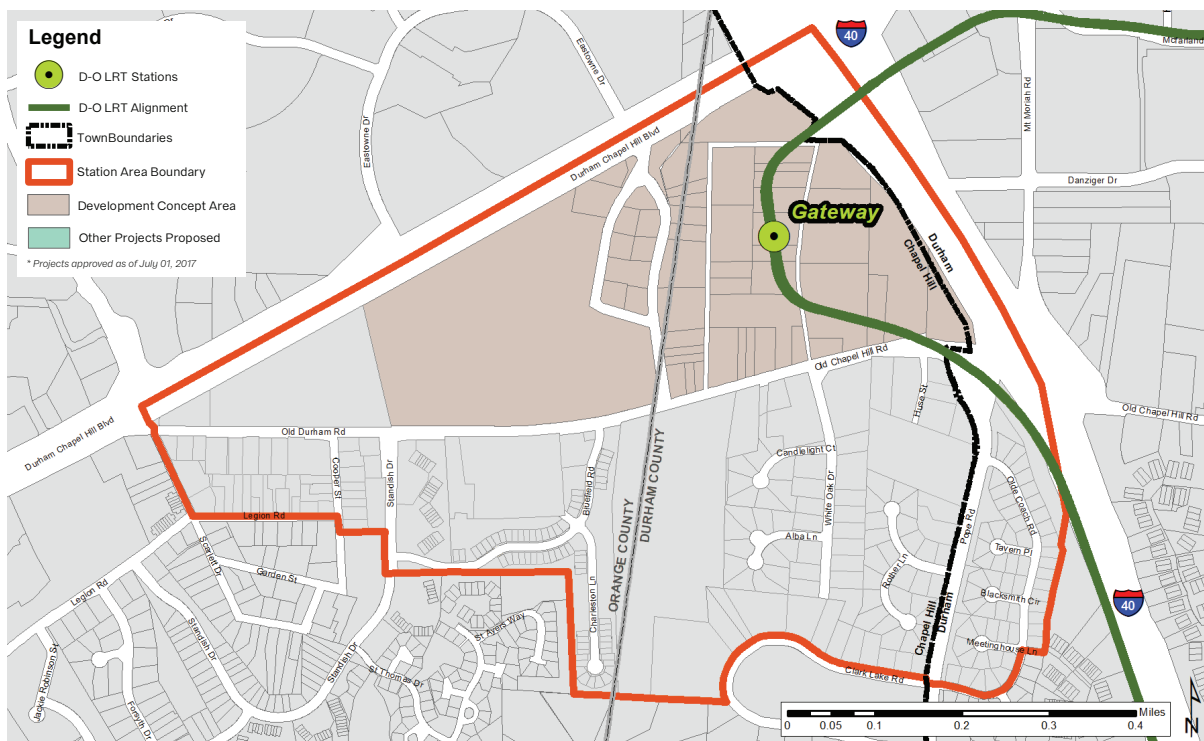 Legend
D-O LRT Stations
D-O LRT Alignment
TownBoundaries
Station Area Boundary
Development Concept Area
Other Projects Proposed
* Projects approved as of July 01, 2017
Eastowne Dr
Eastowne Dr
Durham Chapel Hill Blvd
40
Mt Moriah Rd
Danziger Dr
Gateway
Durham
Chapel Hill
Old Chapel Hill Rd
Old Chapel Hill Rd
Huse St
Durham Chapel Hill Blvd
Old Durham Rd
Cooper St
Standish Dr
Bluefield Rd
ORANGE COUNTY
DURHAM COUNTY
Candlelight Ct
White Oak Dr
Alba Ln
Rother Ln
Pope Rd
Olde Coach Rd
Tavern Pl
Blacksmith Cir
Meetinghouse Ln
Chapel Hill
Durham
Clark Lake Rd
40
Legion Rd
Scarlett Dr
Garden St
Legion Rd
Standish Dr
Standish Dr
St Ayers Way
St Thomas Dr
Charleston Ln
Jackie Robinson St
Forsyth Dr
Miles
0
0.05
0.1
0.2
0.3
0.4
N